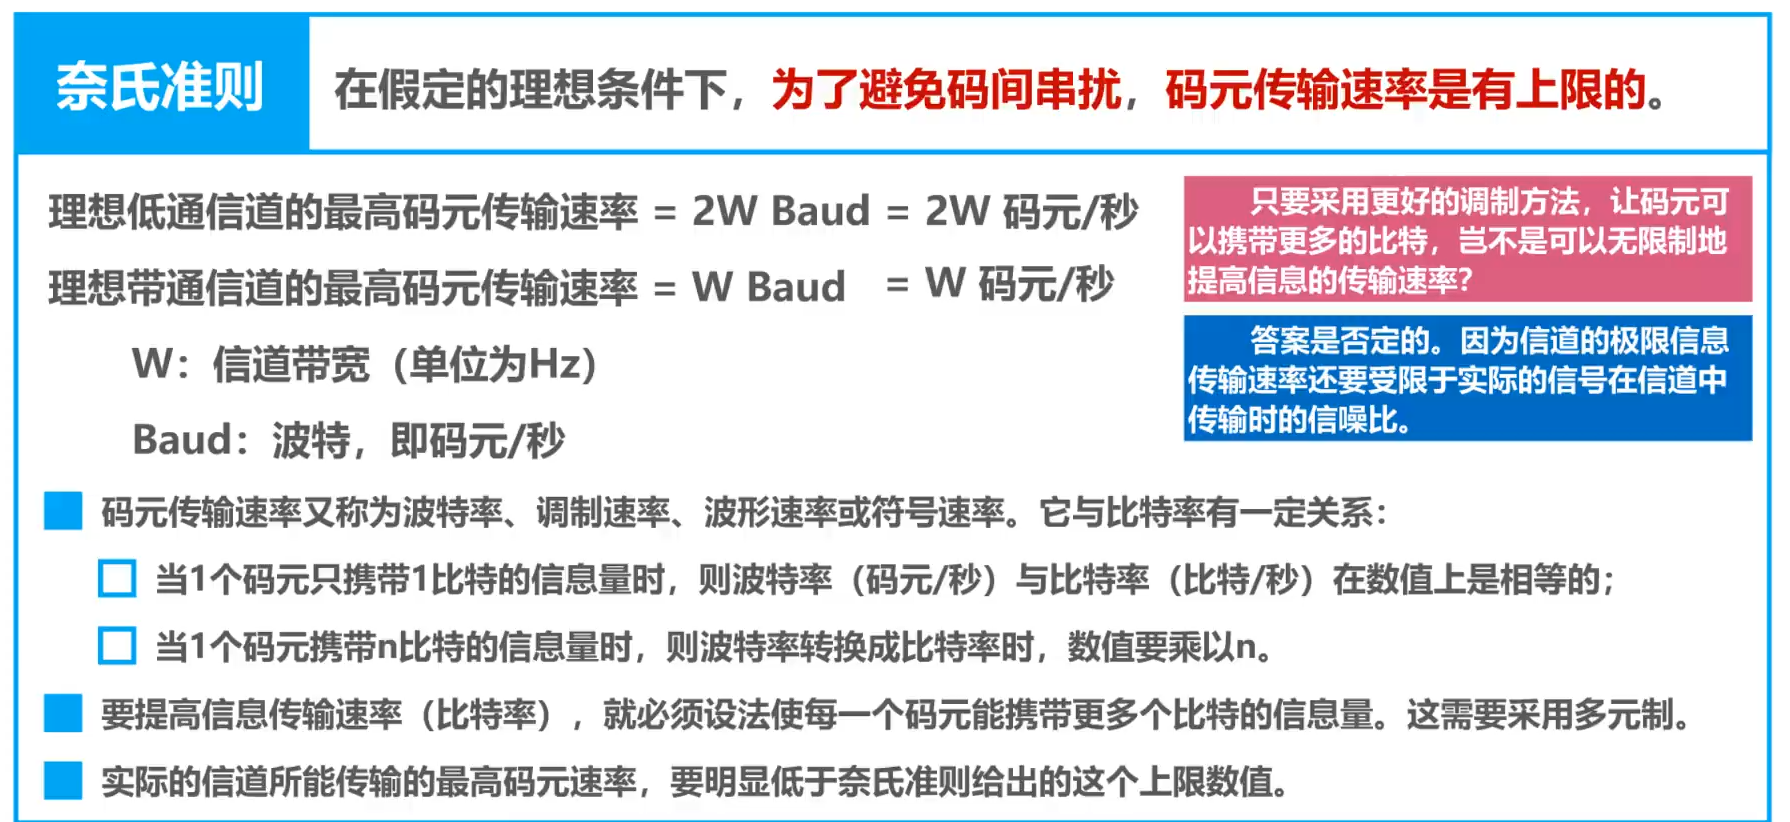 奈氏准则
在假定的理想条件下，为了避免码间串扰，码元传输速率是有上限的。
理想低通信道的最高码元传输速率 = 2W Baud = 2W 码元/秒
理想带通信道的最高码元传输速率 = W Baud = W 码元/秒
W：信道带宽（单位为Hz）
Baud：波特，即码元/秒
只要采用更好的调制方法，让码元可
以携带更多的比特，岂不是可以无限制地
提高信息的传输速率？
答案是否定的。因为信道的极限信息
传输速率还要受限于实际的信号在信道中
传输时的信噪比。
码元传输速率又称为波特率、调制速率、波形速率或符号速率。它与比特率有一定关系：
当1个码元只携带1比特的信息量时，则波特率（码元/秒）与比特率（比特/秒）在数值上是相等的；
当1个码元携带n比特的信息量时，则波特率转换成比特率时，数值要乘以n。
要提高信息传输速率（比特率），就必须设法使每一个码元能携带更多个比特的信息量。这需要采用多元制。
实际的信道所能传输的最高码元速率，要明显低于奈氏准则给出的这个上限数值。